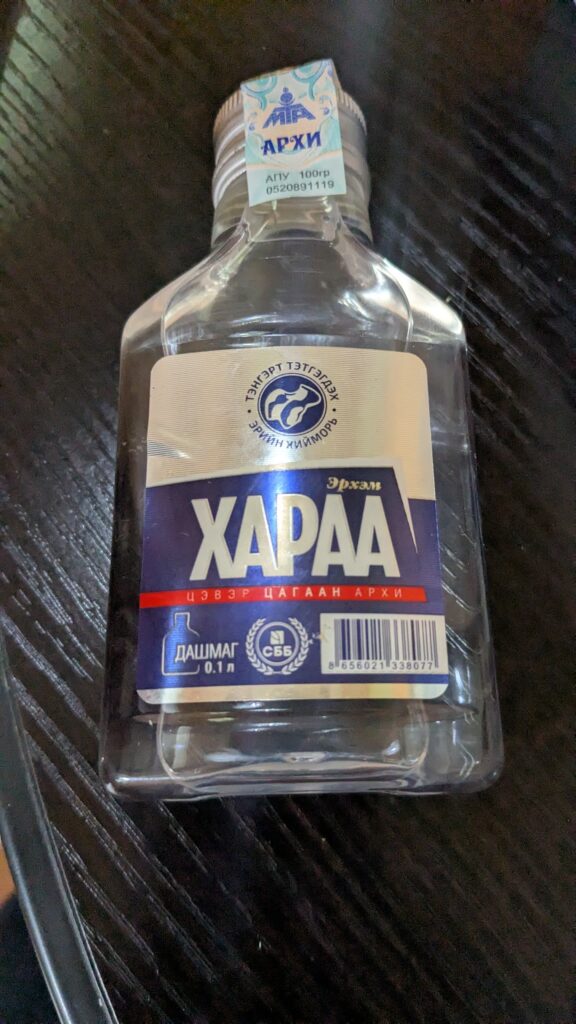 МТА
АРХИ
АПУ 100гр
0520891119
ТЭНГЭРТ ТЭТГЭГДЭХ
ЭРИЙН ХИЙМОРЬ
Эрхэм
ХАРАА
ЦЭВЭР ЦАГААН АРХИ
ДАШМАГ
0.1 л
СББ
8 656021 338077